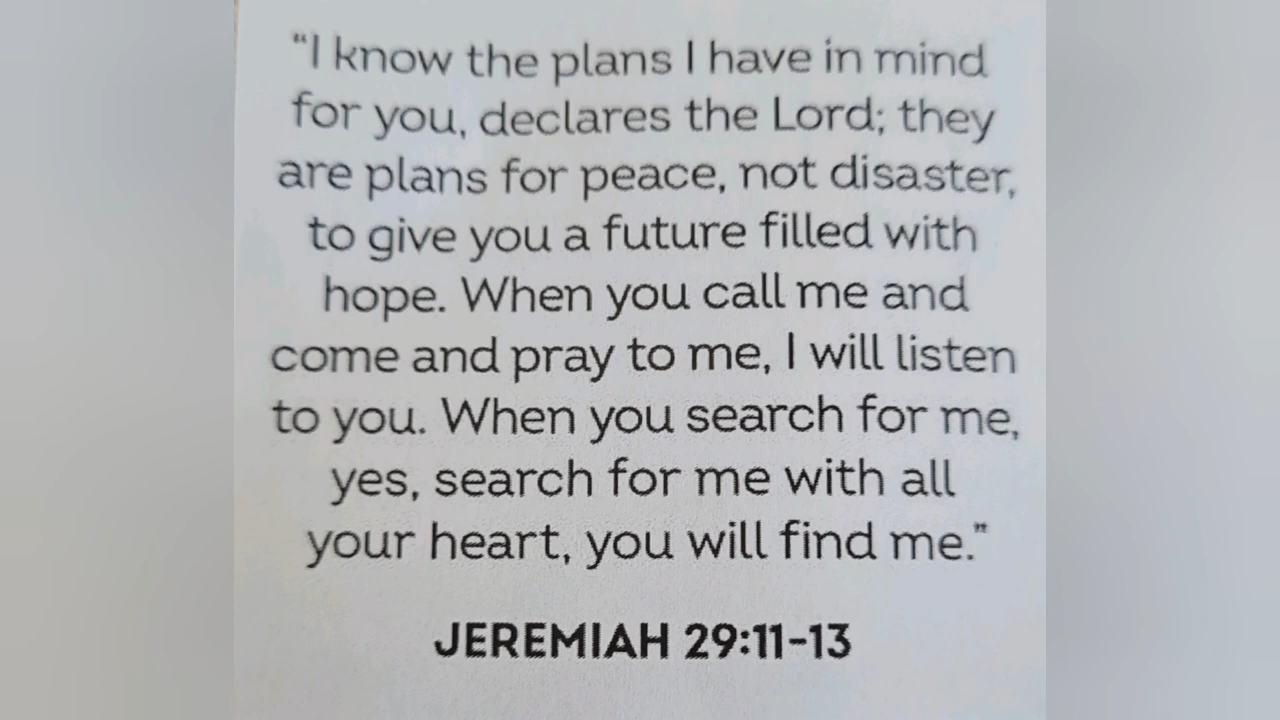 “I know the plans I have in mind
for you, declares the Lord; they
are plans for peace, not disaster,
to give you a future filled with
hope. When you call me and
come and pray to me, I will listen
to you. When you search for me,
yes, search for me with all
your heart, you will find me.”
JEREMIAH 29:11-13